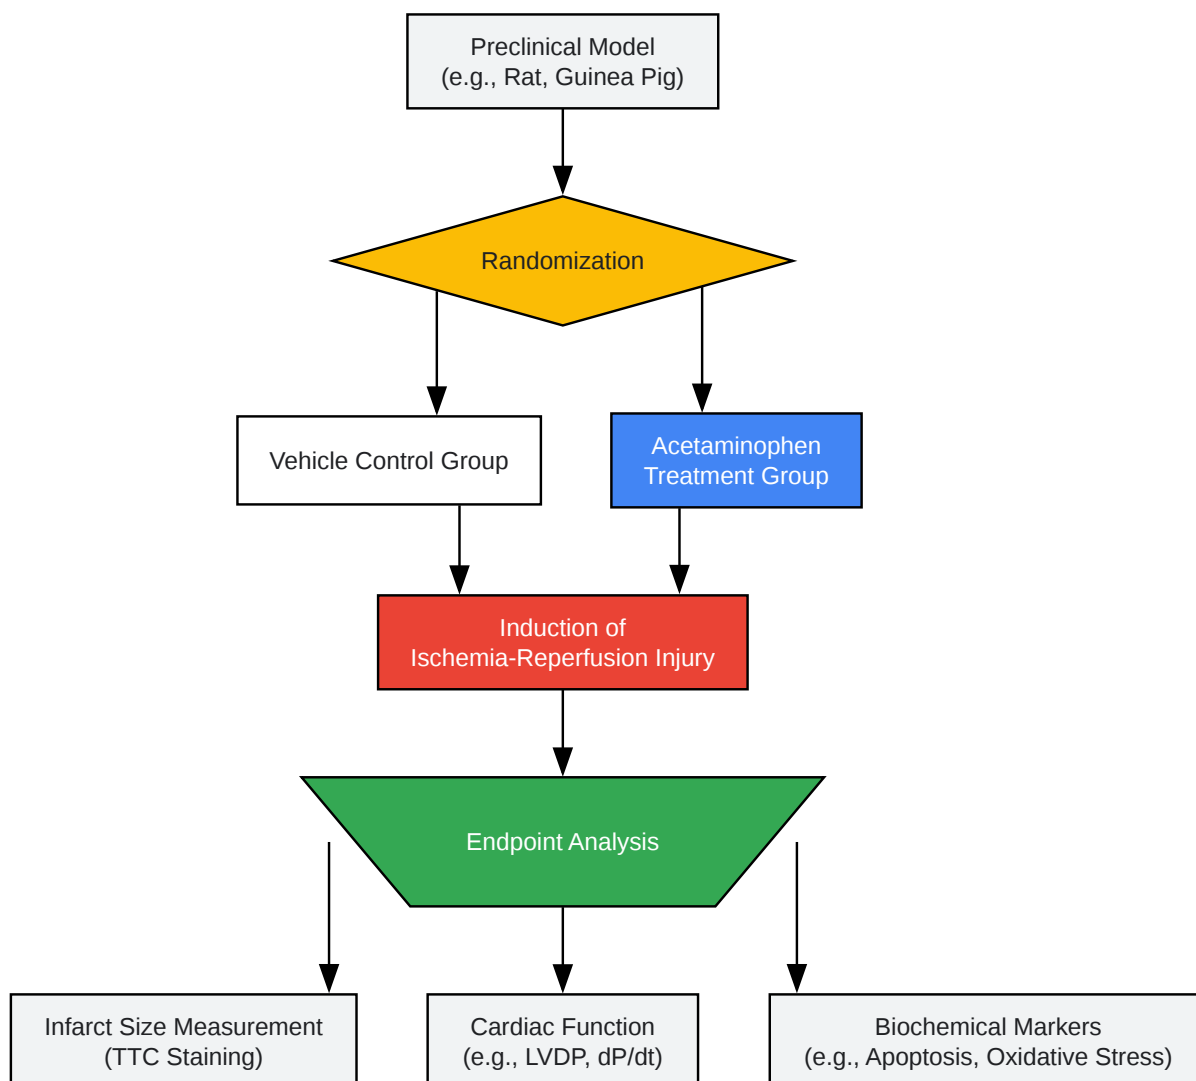 Preclinical Model
(e.g., Rat, Guinea Pig)
Randomization
Vehicle Control Group
Acetaminophen
Treatment Group
Induction of
Ischemia-Reperfusion Injury
Endpoint Analysis
Infarct Size Measurement
(TTC Staining)
Cardiac Function
(e.g., LVDP, dP/dt)
Biochemical Markers
(e.g., Apoptosis, Oxidative Stress)